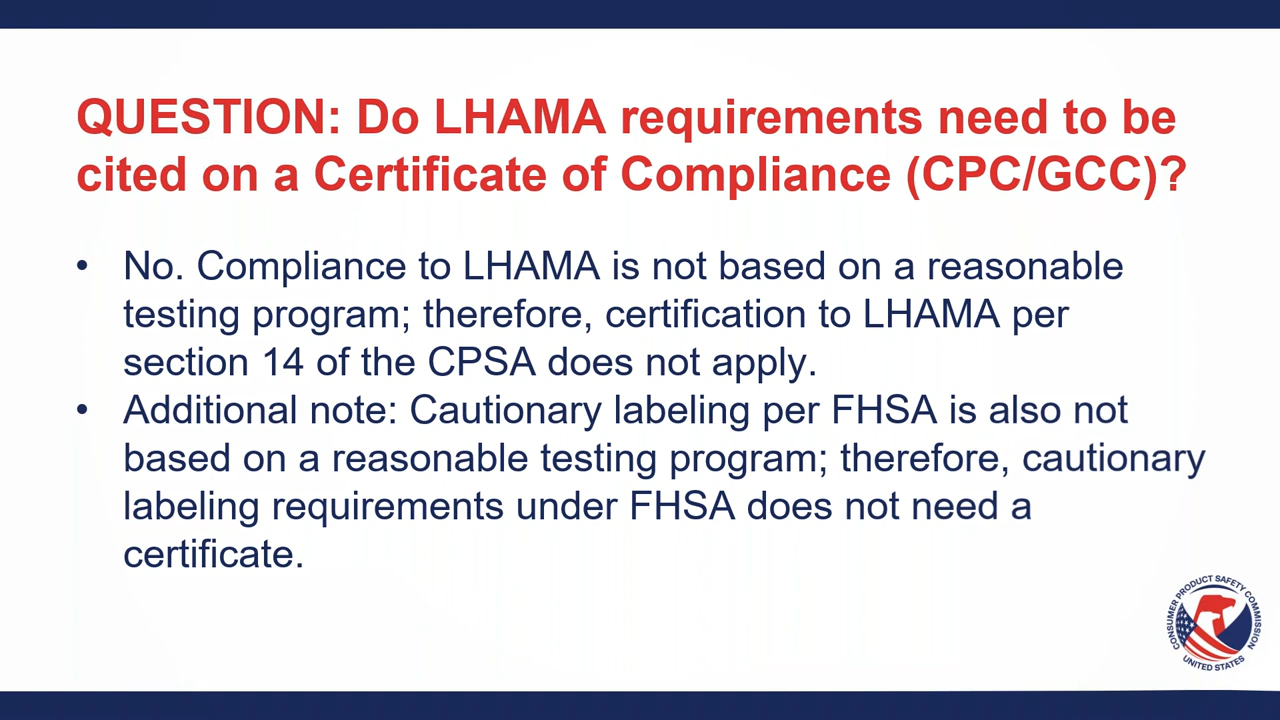 QUESTION: Do LHAMA requirements need to be
cited on a Certificate of Compliance (CPC/GCC)?
• No. Compliance to LHAMA is not based on a reasonable
testing program; therefore, certification to LHAMA per
section 14 of the CPSA does not apply.
• Additional note: Cautionary labeling per FHSA is also not
based on a reasonable testing program; therefore, cautionary
labeling requirements under FHSA does not need a
certificate.
CONSUMER PRODUCT SAFETY COMMISSION
UNITED STATES